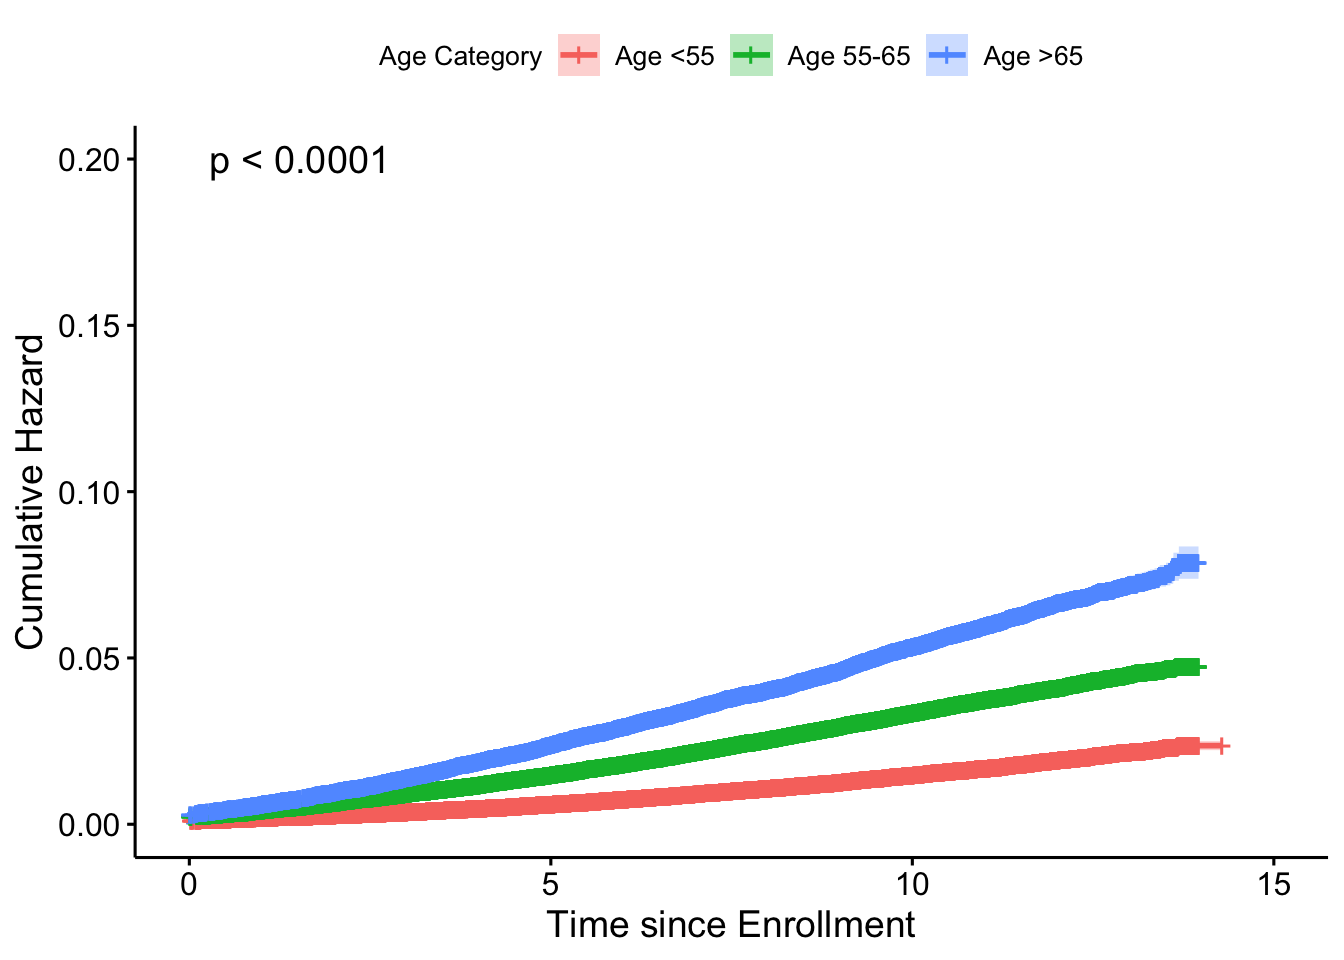 Age Category Age <55 Age 55-65 Age >65
p < 0.0001
0.20
0.15
0.10
0.05
0.00
Cumulative Hazard
0 5 10 15
Time since Enrollment